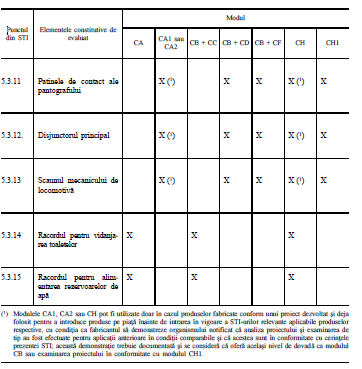 Punctul din STI | Elementele constitutive de evaluat | Modul
CA | CA1 sau CA2 | CB + CC | CB + CD | CB + CF | CH | CH1
5.3.11 | Patinele de contact ale pantografului | | X (¹) | | X | X | X (¹) | X
5.3.12. | Disjunctorul principal | | X (¹) | | X | X | X (¹) | X
5.3.13 | Scaunul mecanicului de locomotivă | | X (¹) | | X | X | X (¹) | X
5.3.14 | Racordul pentru vidanja-rea toaletelor | X | | X | | | X |
5.3.15 | Racordul pentru alim-entarea rezervoarelor de apă | X | | X | | | X |
(¹) Modulele CA1, CA2 sau CH pot fi utilizate doar în cazul produselor fabricate conform unui proiect dezvoltat și deja
folosit pentru a introduce produse pe piață înainte de intrarea în vigoare a STI-urilor relevante aplicabile produselor
respective, cu condiția ca fabricantul să demonstreze organismului notificat că analiza proiectului și examinarea de
tip au fost efectuate pentru aplicații anterioare în condiții comparabile și că acestea sunt în conformitate cu cerințele
prezentei STI; această demonstrație trebuie documentată și se consideră că oferă același nivel de dovadă ca modulul
CB sau examinarea proiectului în conformitate cu modulul CH1.